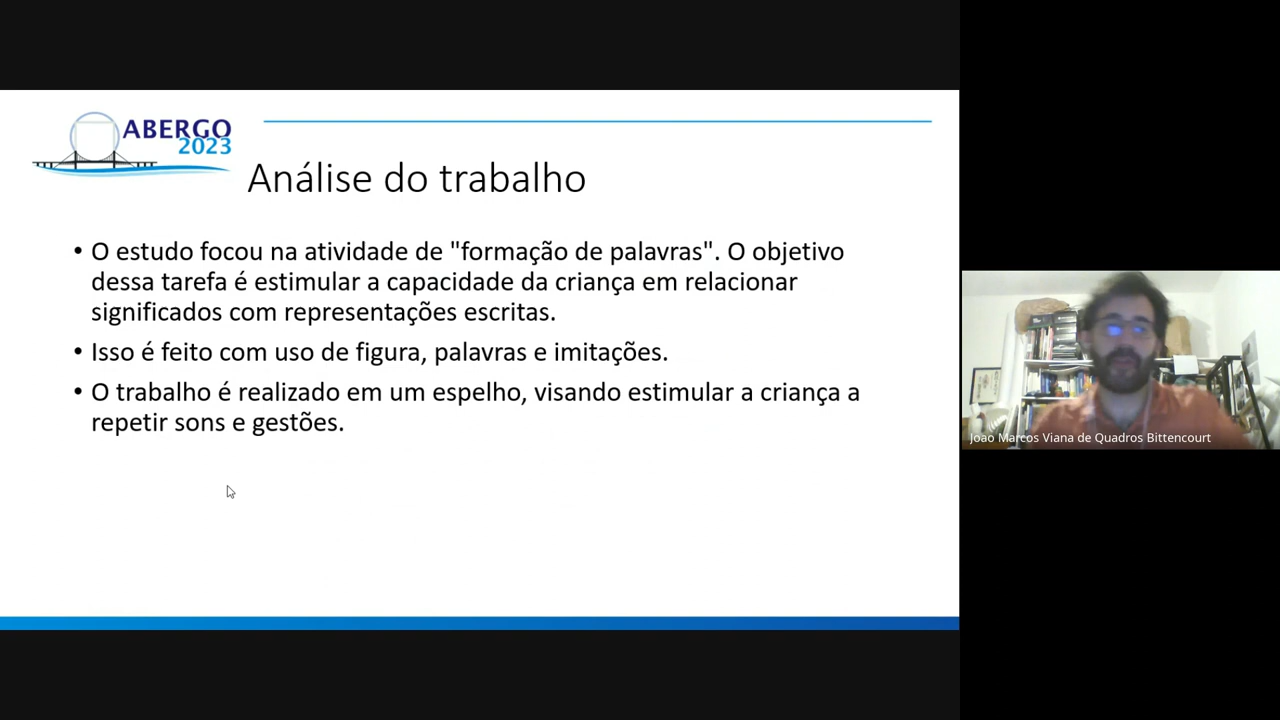 ABERGO
2023
Análise do trabalho
• O estudo focou na atividade de "formação de palavras". O objetivo
dessa tarefa é estimular a capacidade da criança em relacionar
significados com representações escritas.
• Isso é feito com uso de figura, palavras e imitações.
• O trabalho é realizado em um espelho, visando estimular a criança a
repetir sons e gestões.
Joao Marcos Viana de Quadros Bittencourt